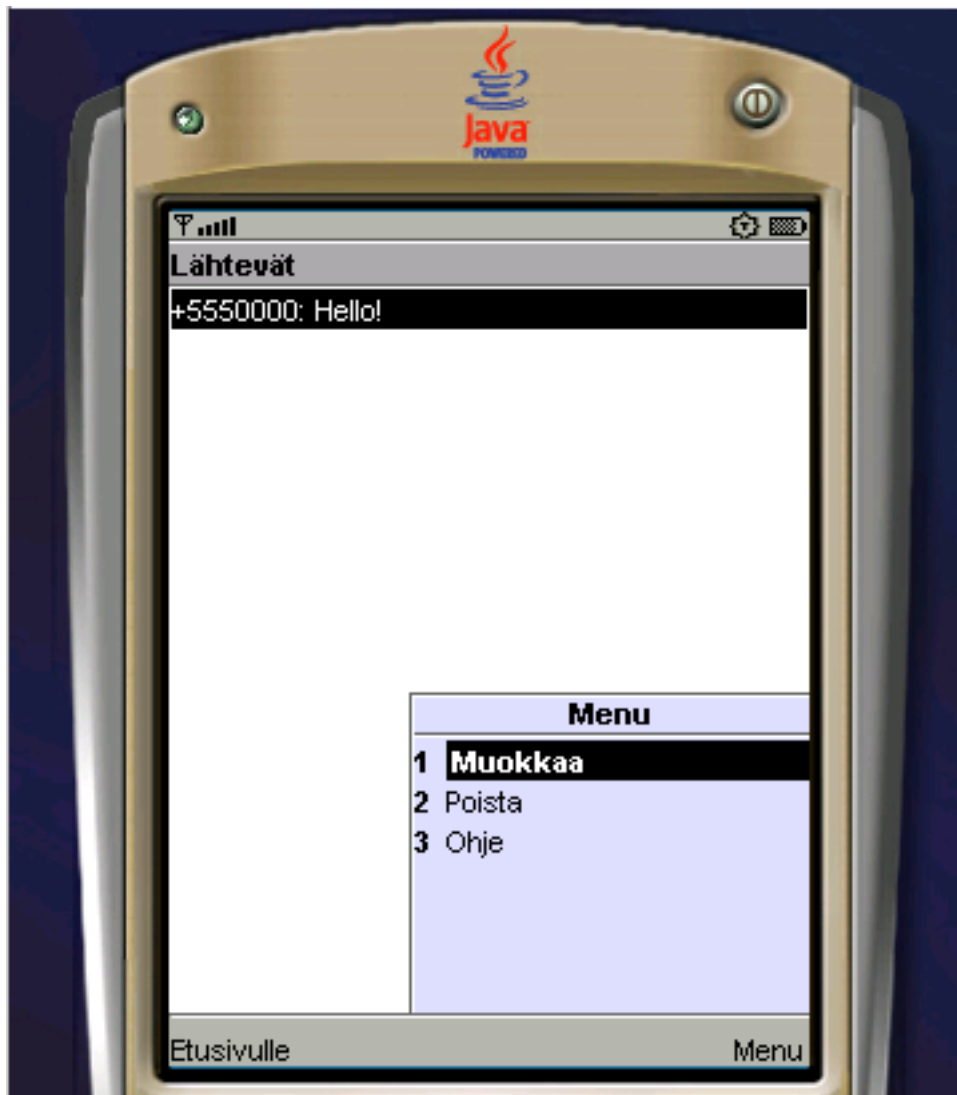 Java
POWERED
Lähtevät
+5550000: Hello!
Menu
1 Muokkaa
2 Poista
3 Ohje
Etusivulle Menu